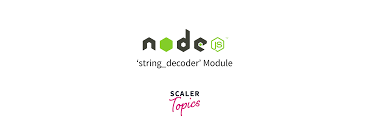 node
JS
'string_decoder' Module
SCALER
Topics